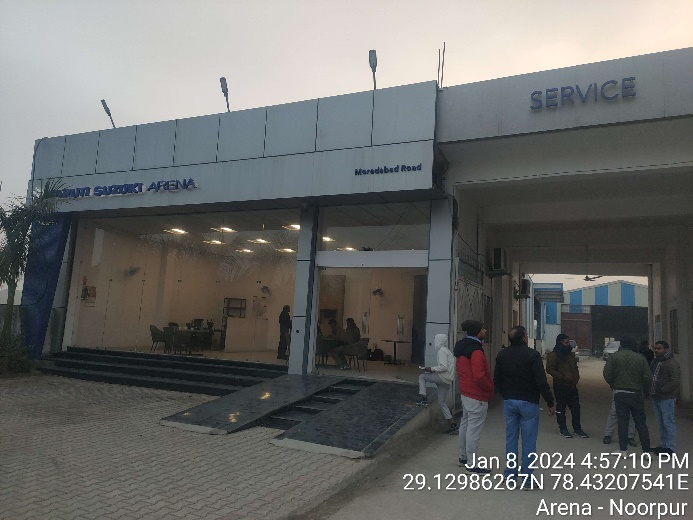 SUZUKI ARENA
Moradabad Road
SERVICE
Jan 8, 2024 4:57:10 PM
29.12986267N 78.43207541E
Arena - Noorpur